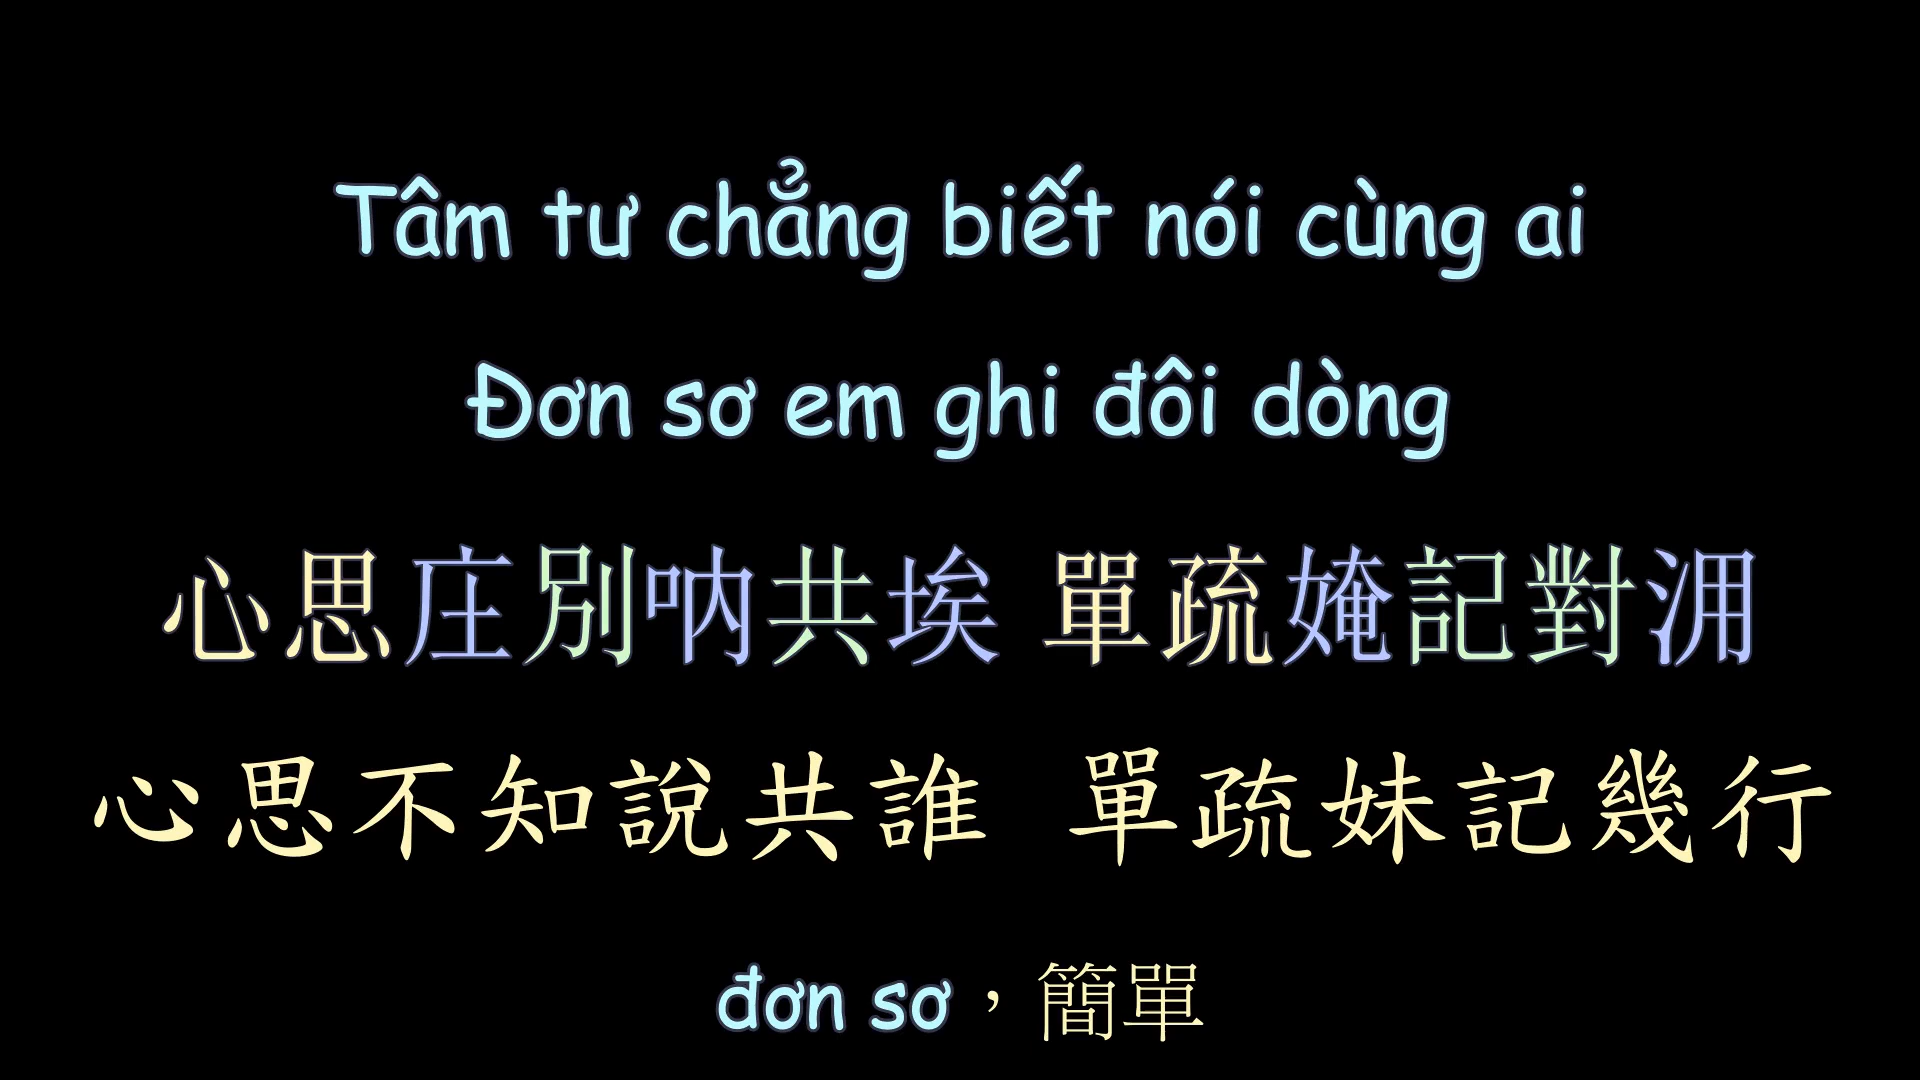 Tâm tư chẳng biết nói cùng ai
Đơn sơ em ghi đôi dòng
心思庄別吶共埃 單疏媕記對𣳔
心思不知說共誰 單疏妹記幾行
đơn sơ，簡單